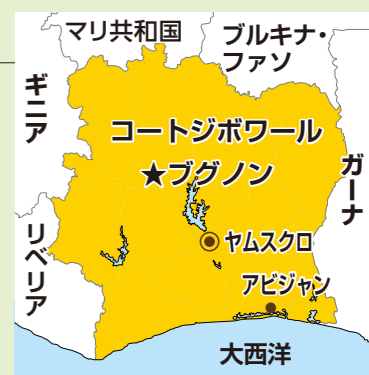 マリ共和国
ブルキナ・
ファソ
ギニア
コートジボワール
★ブグノン
ガーナ
ヤムスクロ
リベリア
アビジャン
大西洋